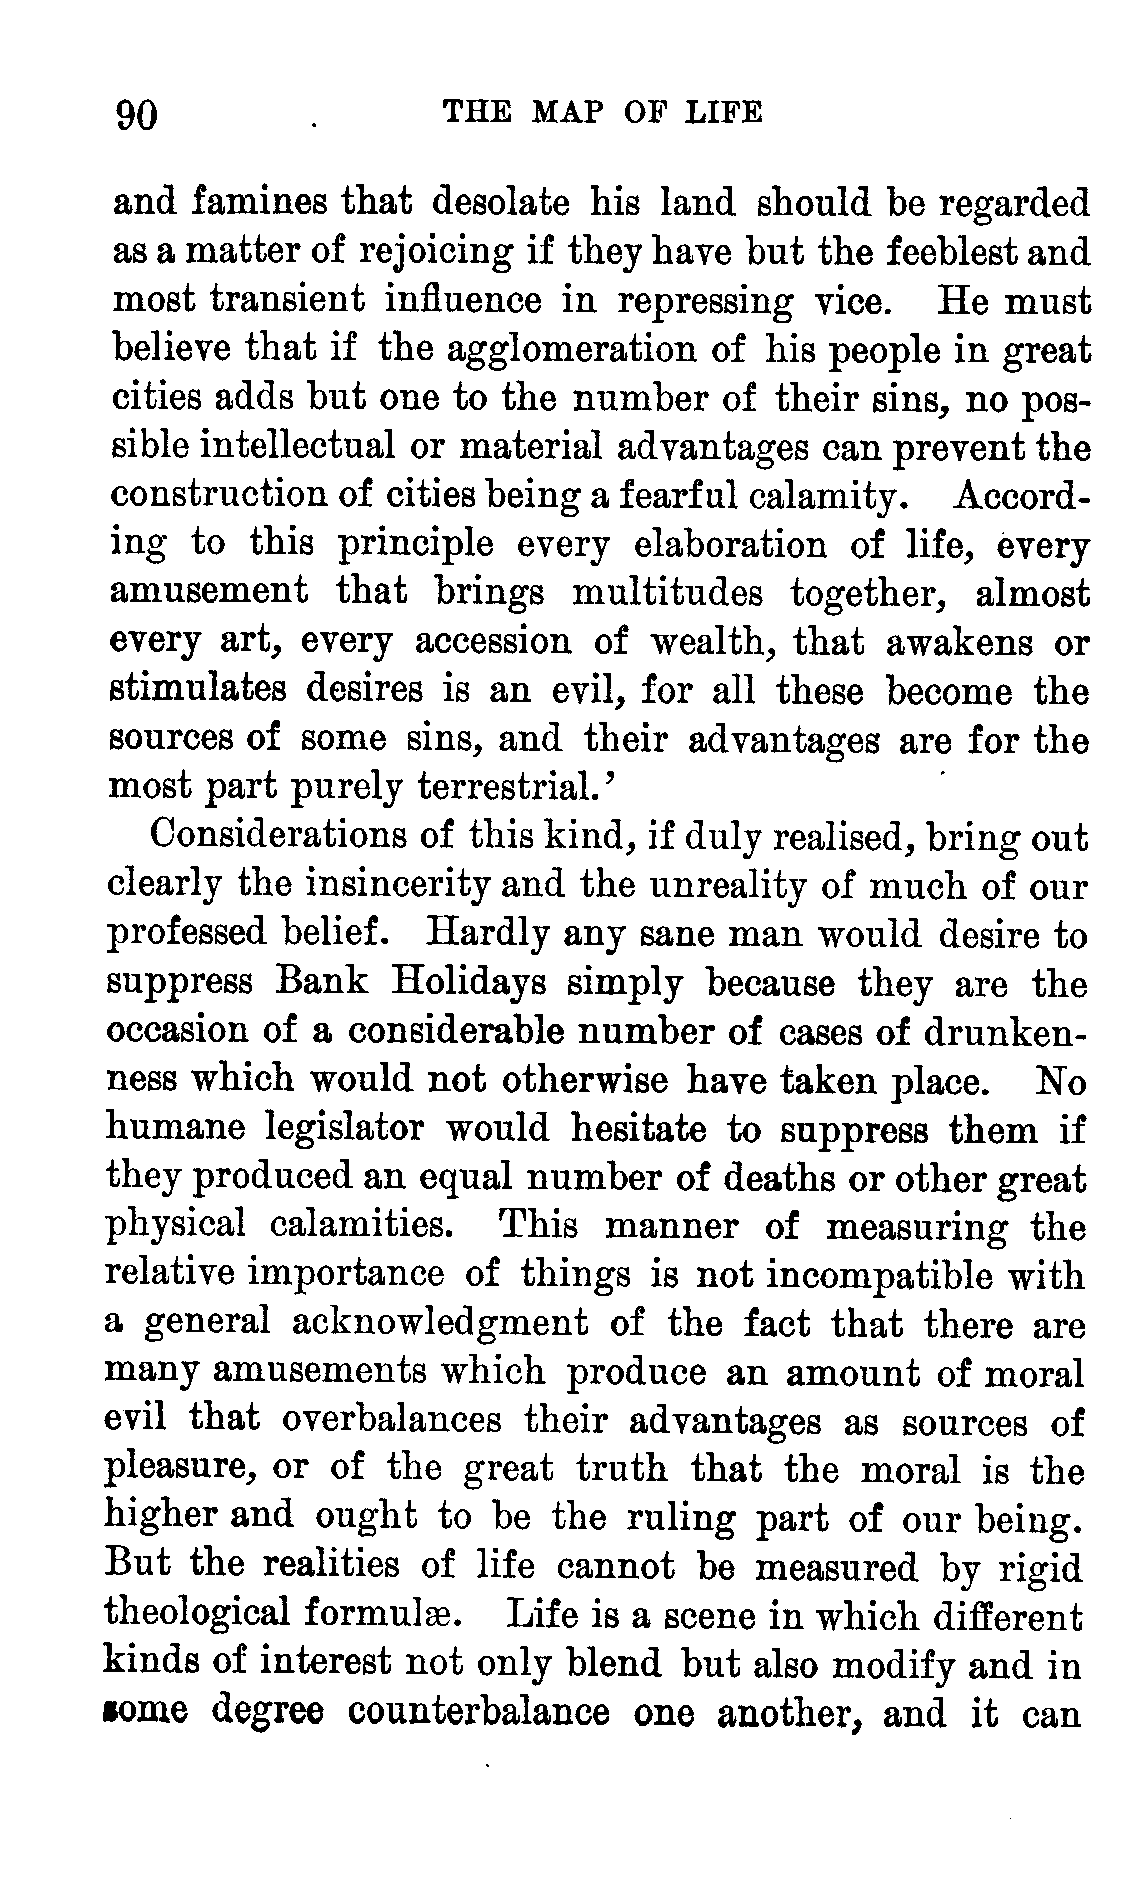 90 THE MAP OF LIFE
and famines that desolate his land should be regarded
as a matter of rejoicing if they have but the feeblest and
most transient influence in repressing vice. He must
believe that if the agglomeration of his people in great
cities adds but one to the number of their sins, no pos-
sible intellectual or material advantages can prevent the
construction of cities being a fearful calamity. Accord-
ing to this principle every elaboration of life, every
amusement that brings multitudes together, almost
every art, every accession of wealth, that awakens or
stimulates desires is an evil, for all these become the
sources of some sins, and their advantages are for the
most part purely terrestrial.’
Considerations of this kind, if duly realised, bring out
clearly the insincerity and the unreality of much of our
professed belief. Hardly any sane man would desire to
suppress Bank Holidays simply because they are the
occasion of a considerable number of cases of drunken-
ness which would not otherwise have taken place. No
humane legislator would hesitate to suppress them if
they produced an equal number of deaths or other great
physical calamities. This manner of measuring the
relative importance of things is not incompatible with
a general acknowledgment of the fact that there are
many amusements which produce an amount of moral
evil that overbalances their advantages as sources of
pleasure, or of the great truth that the moral is the
higher and ought to be the ruling part of our being.
But the realities of life cannot be measured by rigid
theological formulæ. Life is a scene in which different
kinds of interest not only blend but also modify and in
some degree counterbalance one another, and it can